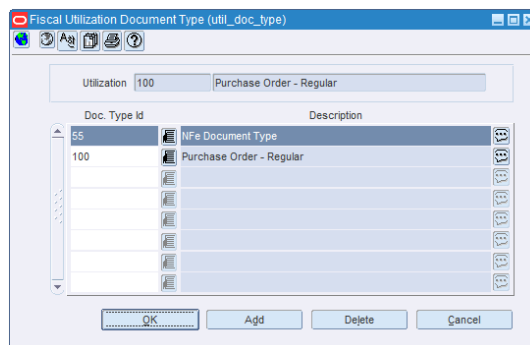 Fiscal Utilization Document Type (util_doc_type)
Utilization 100 Purchase Order - Regular
Doc. Type Id Description
55 NFe Document Type
100 Purchase Order - Regular
OK Add Delete Cancel